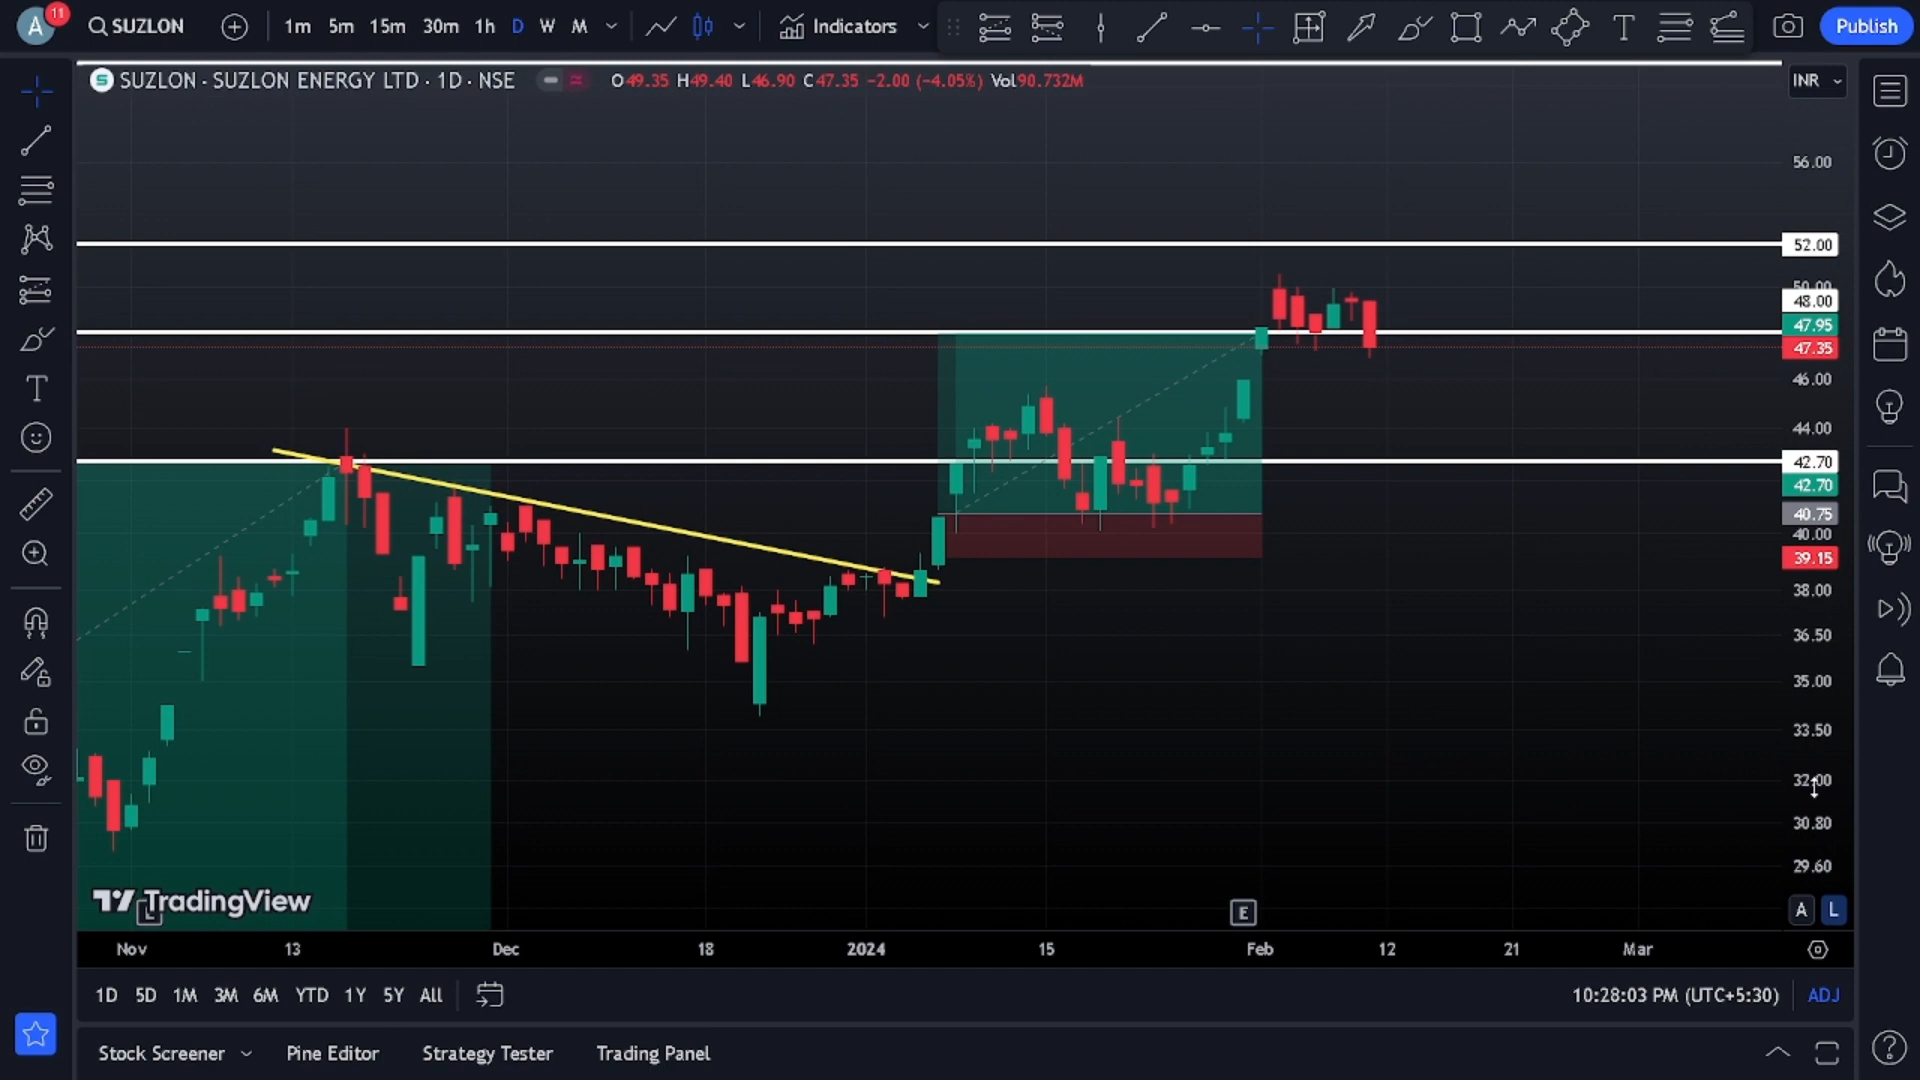 A 11 SUZLON 1m 5m 15m 30m 1h D W M Indicators Publish
SUZLON · SUZLON ENERGY LTD · 1D · NSE O49.35 H49.40 L46.90 C47.35 −2.00 (−4.05%) Vol90.732M INR
56.00
52.00
50.00
48.00
47.95
47.35
46.00
44.00
42.70
42.70
40.75
40.00
39.15
38.00
36.50
35.00
33.50
32.00
30.80
29.60
TradingView
L
E
A L
Nov 13 Dec 18 2024 15 Feb 12 21 Mar
1D 5D 1M 3M 6M YTD 1Y 5Y All 10:28:03 PM (UTC+5:30) ADJ
Stock Screener Pine Editor Strategy Tester Trading Panel